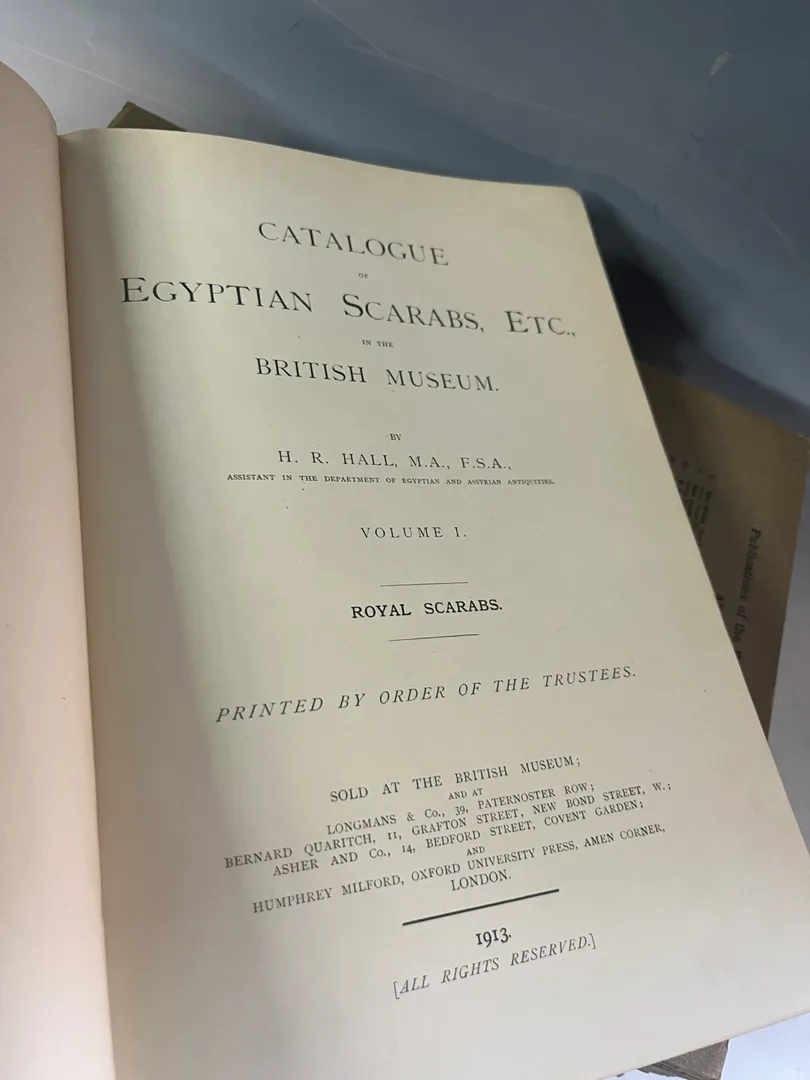 CATALOGUE
OF
EGYPTIAN SCARABS, ETC.,
IN THE
BRITISH MUSEUM.
BY
H. R. HALL, M.A., F.S.A.,
ASSISTANT IN THE DEPARTMENT OF EGYPTIAN AND ASSYRIAN ANTIQUITIES.
VOLUME I.
ROYAL SCARABS.
PRINTED BY ORDER OF THE TRUSTEES.
SOLD AT THE BRITISH MUSEUM;
AND AT
LONGMANS & Co., 39, PATERNOSTER ROW;
BERNARD QUARITCH, 11, GRAFTON STREET, NEW BOND STREET, W.;
ASHER AND Co., 14, BEDFORD STREET, COVENT GARDEN;
AND
HUMPHREY MILFORD, OXFORD UNIVERSITY PRESS, AMEN CORNER,
LONDON.
1913.
[ALL RIGHTS RESERVED.]
Publications of the